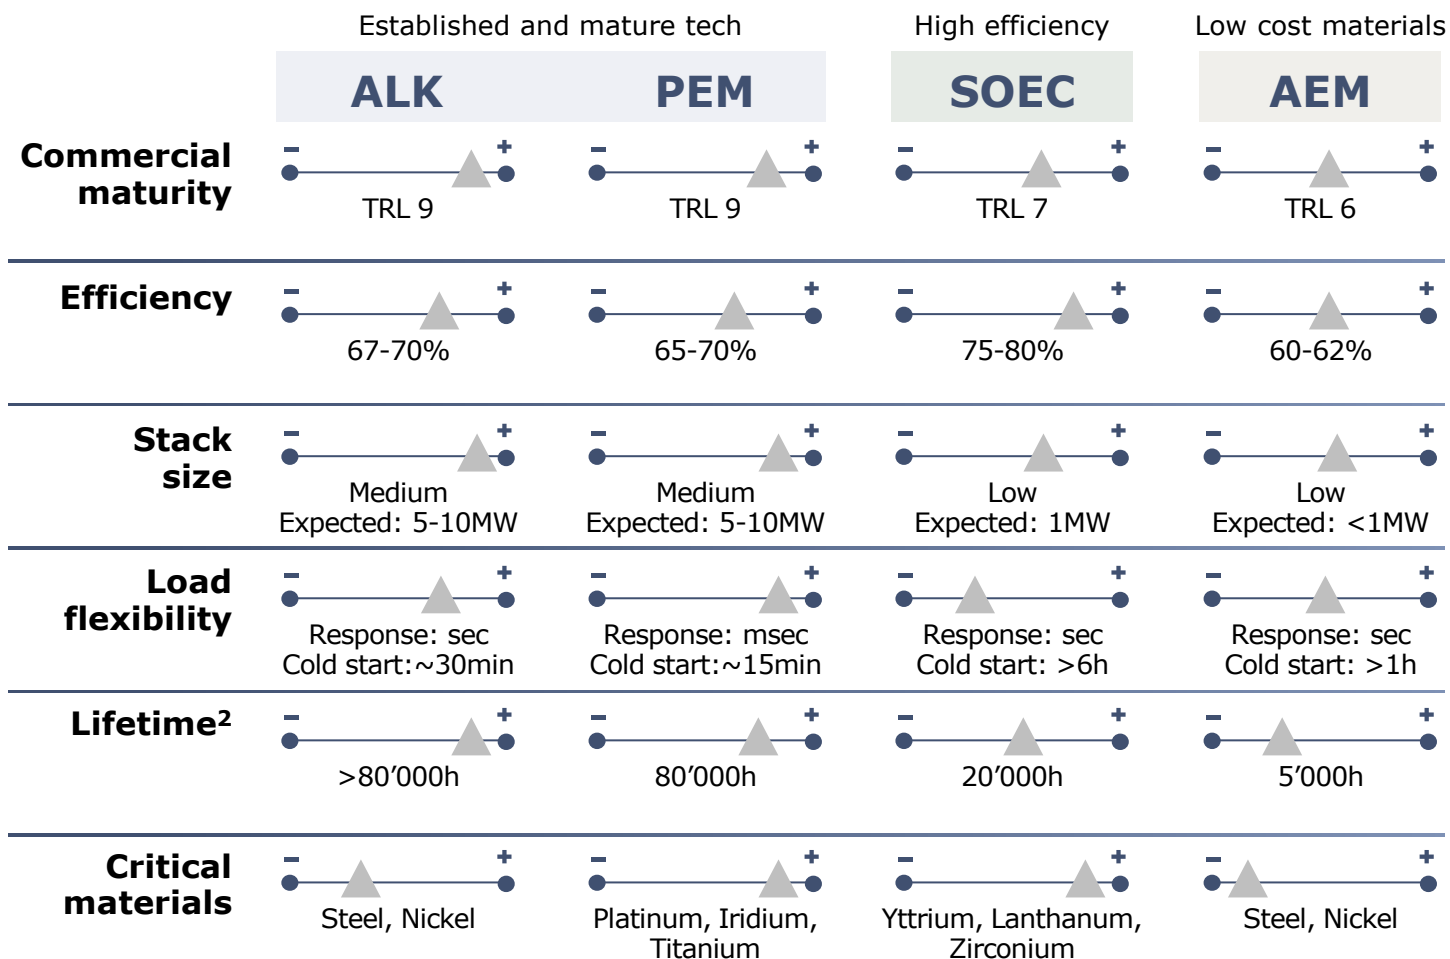 Established and mature tech
High efficiency
Low cost materials
ALK
PEM
SOEC
AEM
Commercial
maturity
- +
TRL 9
- +
TRL 9
- +
TRL 7
- +
TRL 6
Efficiency
- +
67-70%
- +
65-70%
- +
75-80%
- +
60-62%
Stack
size
- +
Medium
Expected: 5-10MW
- +
Medium
Expected: 5-10MW
- +
Low
Expected: 1MW
- +
Low
Expected: <1MW
Load
flexibility
- +
Response: sec
Cold start:~30min
- +
Response: msec
Cold start:~15min
- +
Response: sec
Cold start: >6h
- +
Response: sec
Cold start: >1h
Lifetime²
- +
>80’000h
- +
80’000h
- +
20’000h
- +
5’000h
Critical
materials
- +
Steel, Nickel
- +
Platinum, Iridium,
Titanium
- +
Yttrium, Lanthanum,
Zirconium
- +
Steel, Nickel